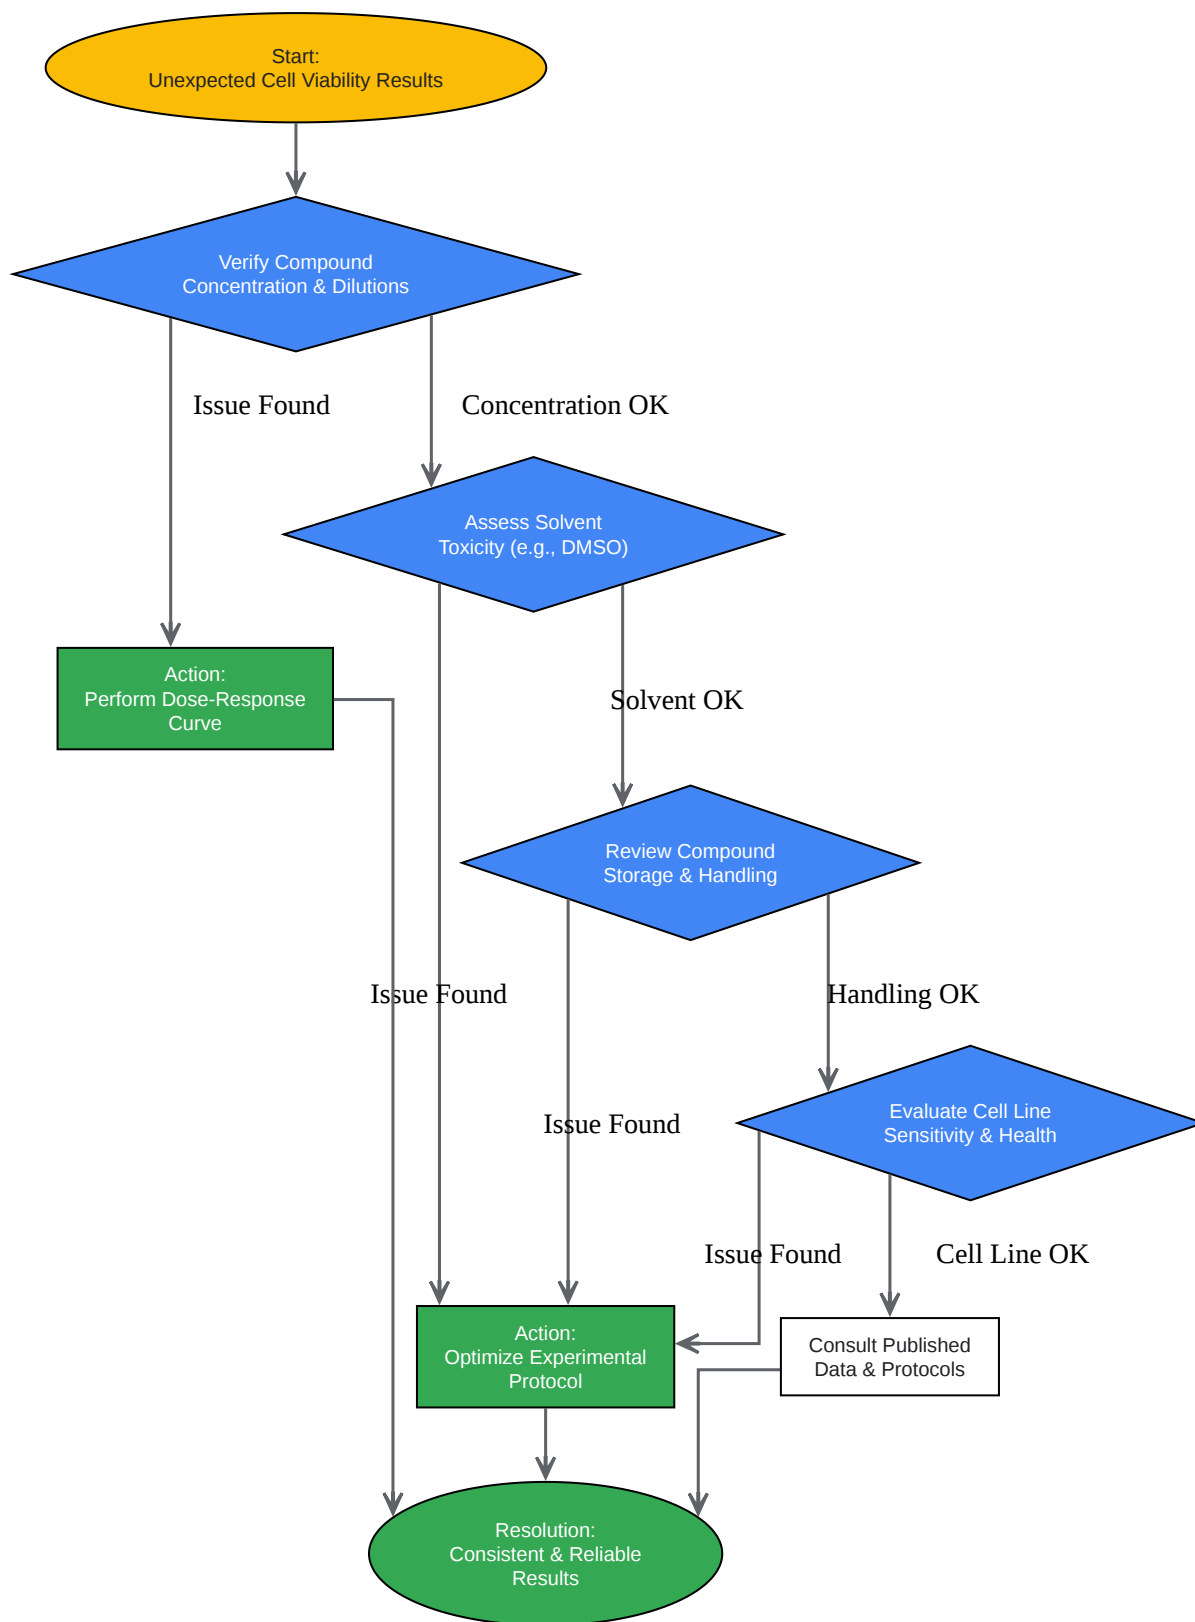 Start:
Unexpected Cell Viability Results
Verify Compound
Concentration & Dilutions
Issue Found
Concentration OK
Assess Solvent
Toxicity (e.g., DMSO)
Action:
Perform Dose-Response
Curve
Solvent OK
Review Compound
Storage & Handling
Issue Found
Handling OK
Issue Found
Evaluate Cell Line
Sensitivity & Health
Issue Found
Cell Line OK
Action:
Optimize Experimental
Protocol
Consult Published
Data & Protocols
Resolution:
Consistent & Reliable
Results